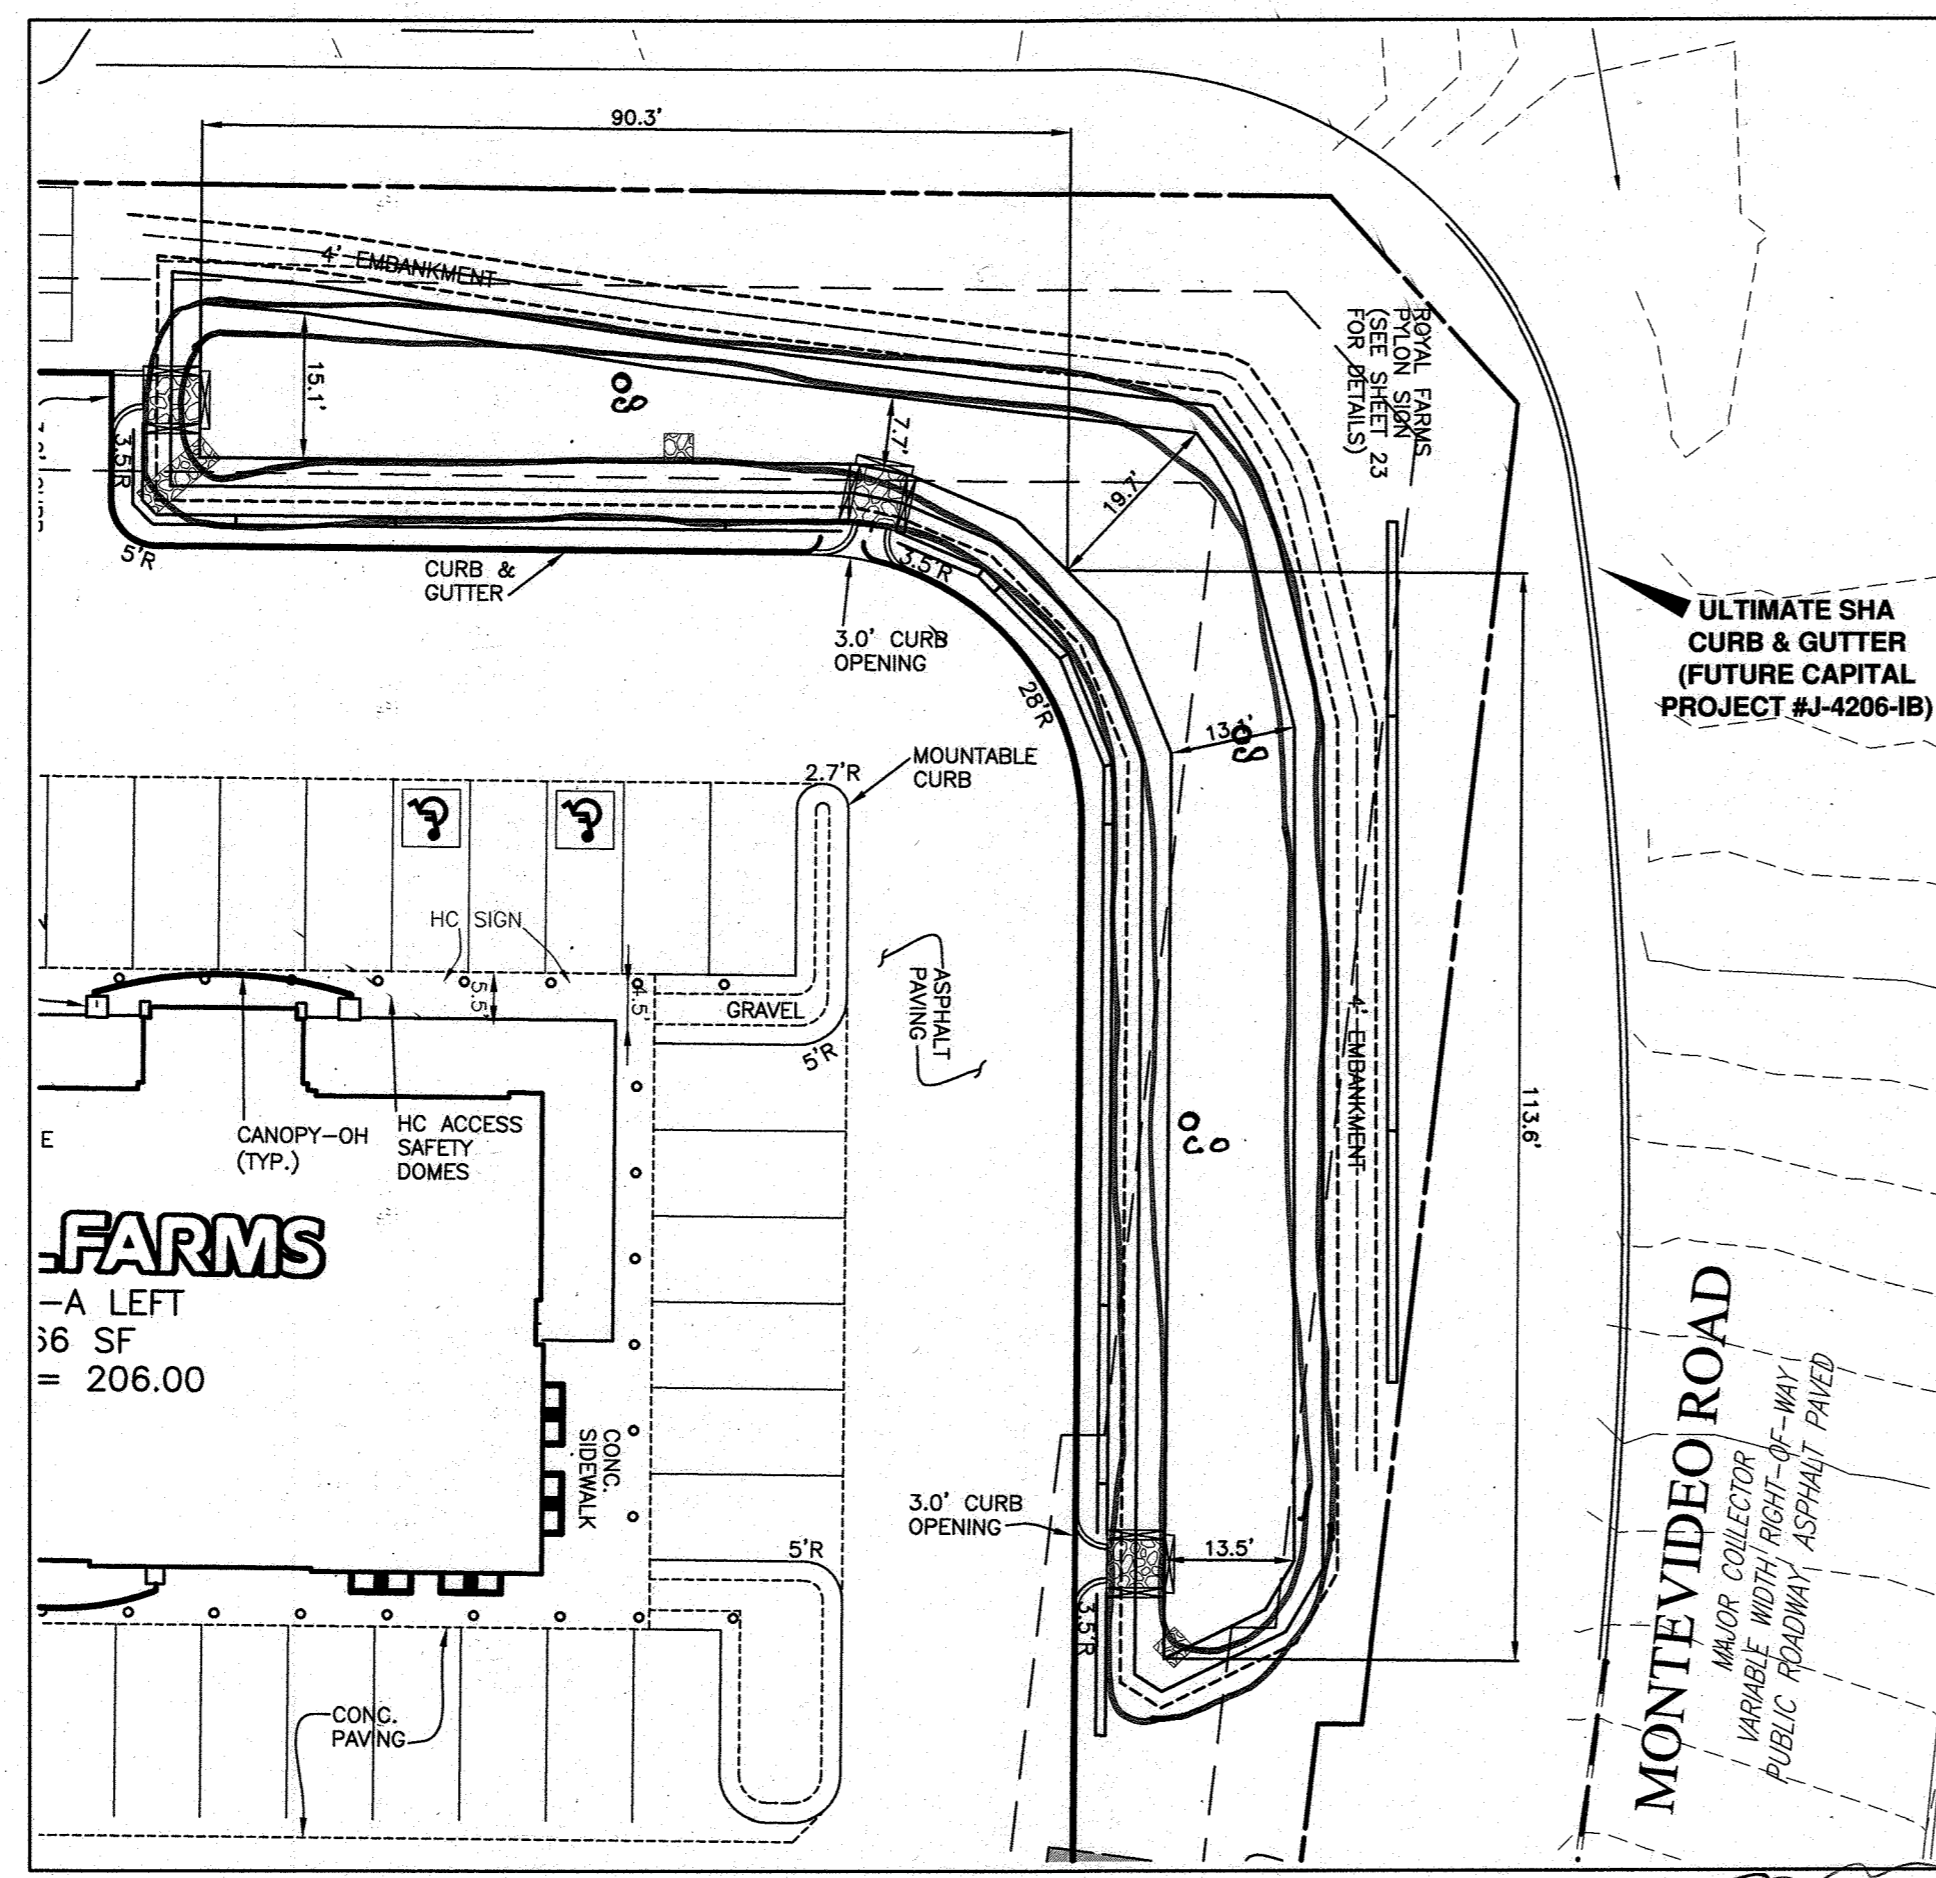 90.3'
4' EMBANKMENT
ROYAL FARMS
PYLON SIGN
(SEE SHEET 23
FOR DETAILS)
15.1'
7.7'
19.7'
3.5'R
5'R
CURB &
GUTTER
3.5'R
3.0' CURB
OPENING
28'R
ULTIMATE SHA
CURB & GUTTER
(FUTURE CAPITAL
PROJECT #J-4206-IB)
13.1'
2.7'R
MOUNTABLE
CURB
HC SIGN
5.5'
4.5'
GRAVEL
5'R
ASPHALT
PAVING
4' EMBANKMENT
113.6'
E
CANOPY-OH
(TYP.)
HC ACCESS
SAFETY
DOMES
FARMS
-A LEFT
66 SF
= 206.00
CONC.
SIDEWALK
3.0' CURB
OPENING
13.5'
5'R
3.5'R
CONC.
PAVING
MONTEVIDEO ROAD
MAJOR COLLECTOR
VARIABLE WIDTH RIGHT-OF-WAY
PUBLIC ROADWAY, ASPHALT PAVED